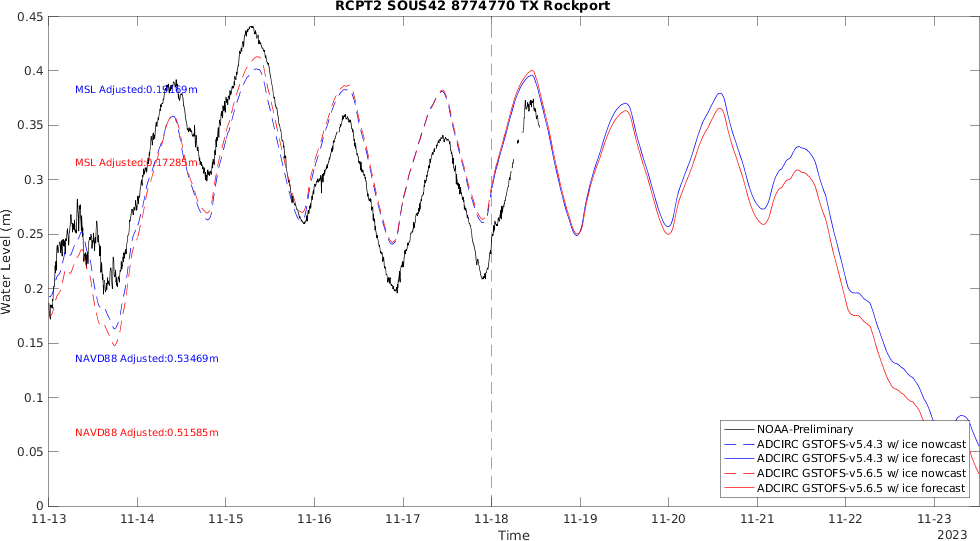 RCPT2 SOUS42 8774770 TX Rockport
0.45
0.4
0.35
0.3
0.25
0.2
0.15
0.1
0.05
0
Water Level (m)
MSL Adjusted:0.19169m
MSL Adjusted:0.17285m
NAVD88 Adjusted:0.53469m
NAVD88 Adjusted:0.51585m
NOAA-Preliminary
ADCIRC GSTOFS-v5.4.3 w/ ice nowcast
ADCIRC GSTOFS-v5.4.3 w/ ice forecast
ADCIRC GSTOFS-v5.6.5 w/ ice nowcast
ADCIRC GSTOFS-v5.6.5 w/ ice forecast
11-13 11-14 11-15 11-16 11-17 11-18 11-19 11-20 11-21 11-22 11-23
Time
2023